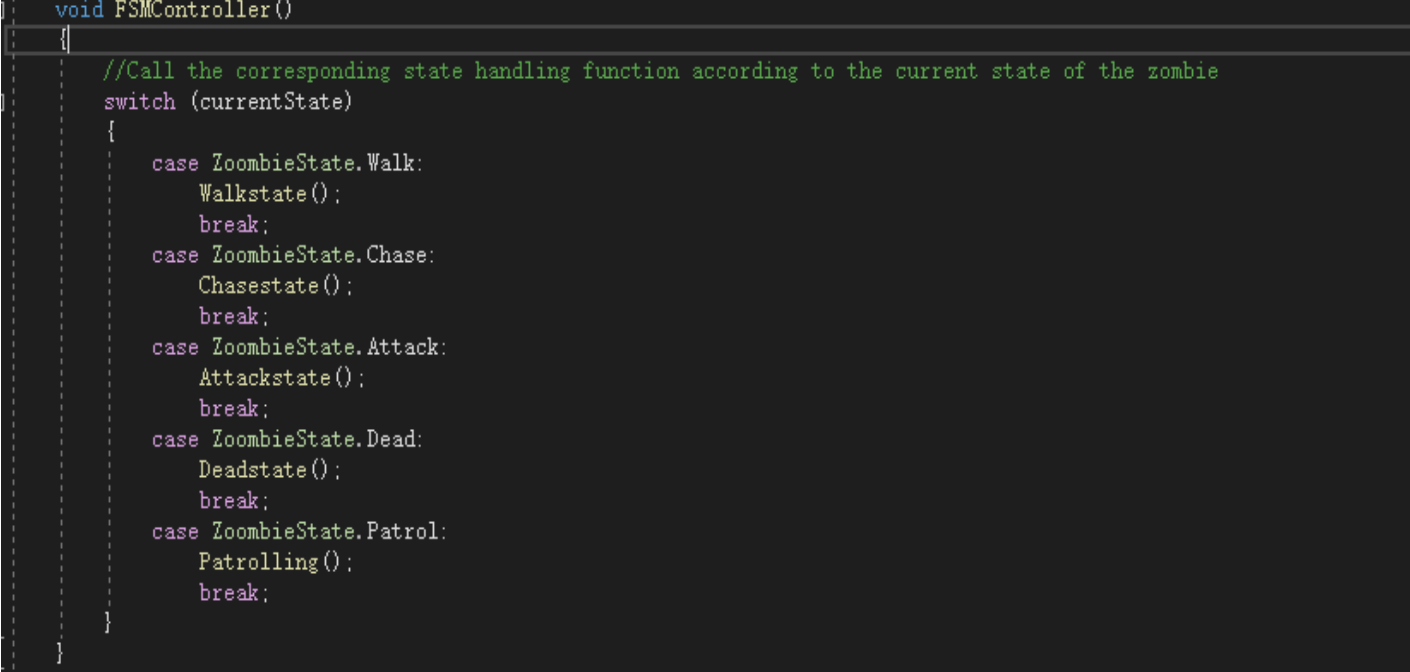 void FSMController()
{
//Call the corresponding state handling function according to the current state of the zombie
switch (currentState)
{
case ZoombieState.Walk:
Walkstate();
break;
case ZoombieState.Chase:
Chasestate();
break;
case ZoombieState.Attack:
Attackstate();
break;
case ZoombieState.Dead:
Deadstate();
break;
case ZoombieState.Patrol:
Patrolling();
break;
}
}